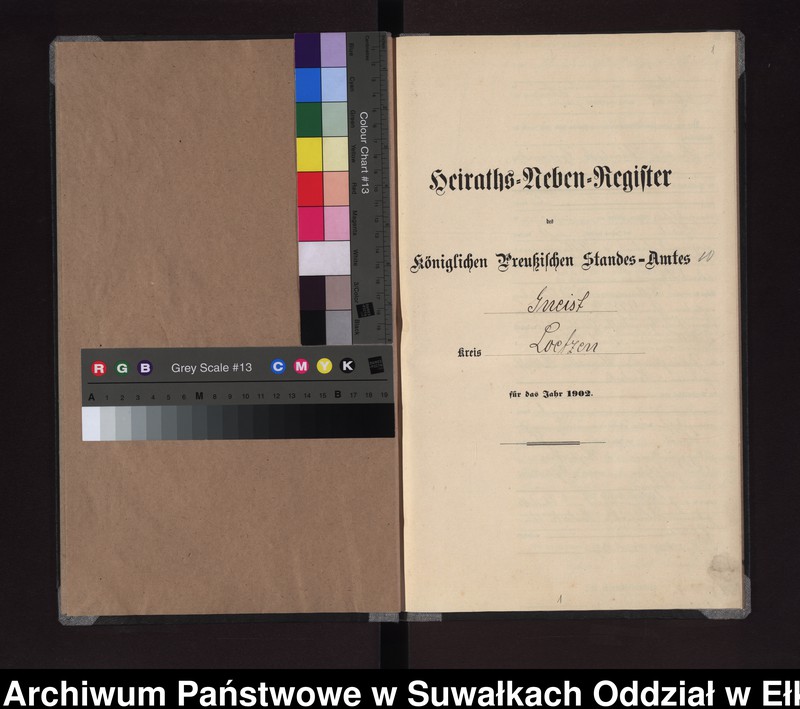 Heiraths-Neben-Register
des
Königlichen Preußischen Standes-Amtes
Gneist
Kreis Loetzen
für das Jahr 1902.
1
Colour Chart #13
R G B Grey Scale #13 C M Y K
A 1 2 3 4 5 6 M 8 9 10 11 12 13 14 15 B 17 18 19
Archiwum Państwowe w Suwałkach Oddział w Ełk